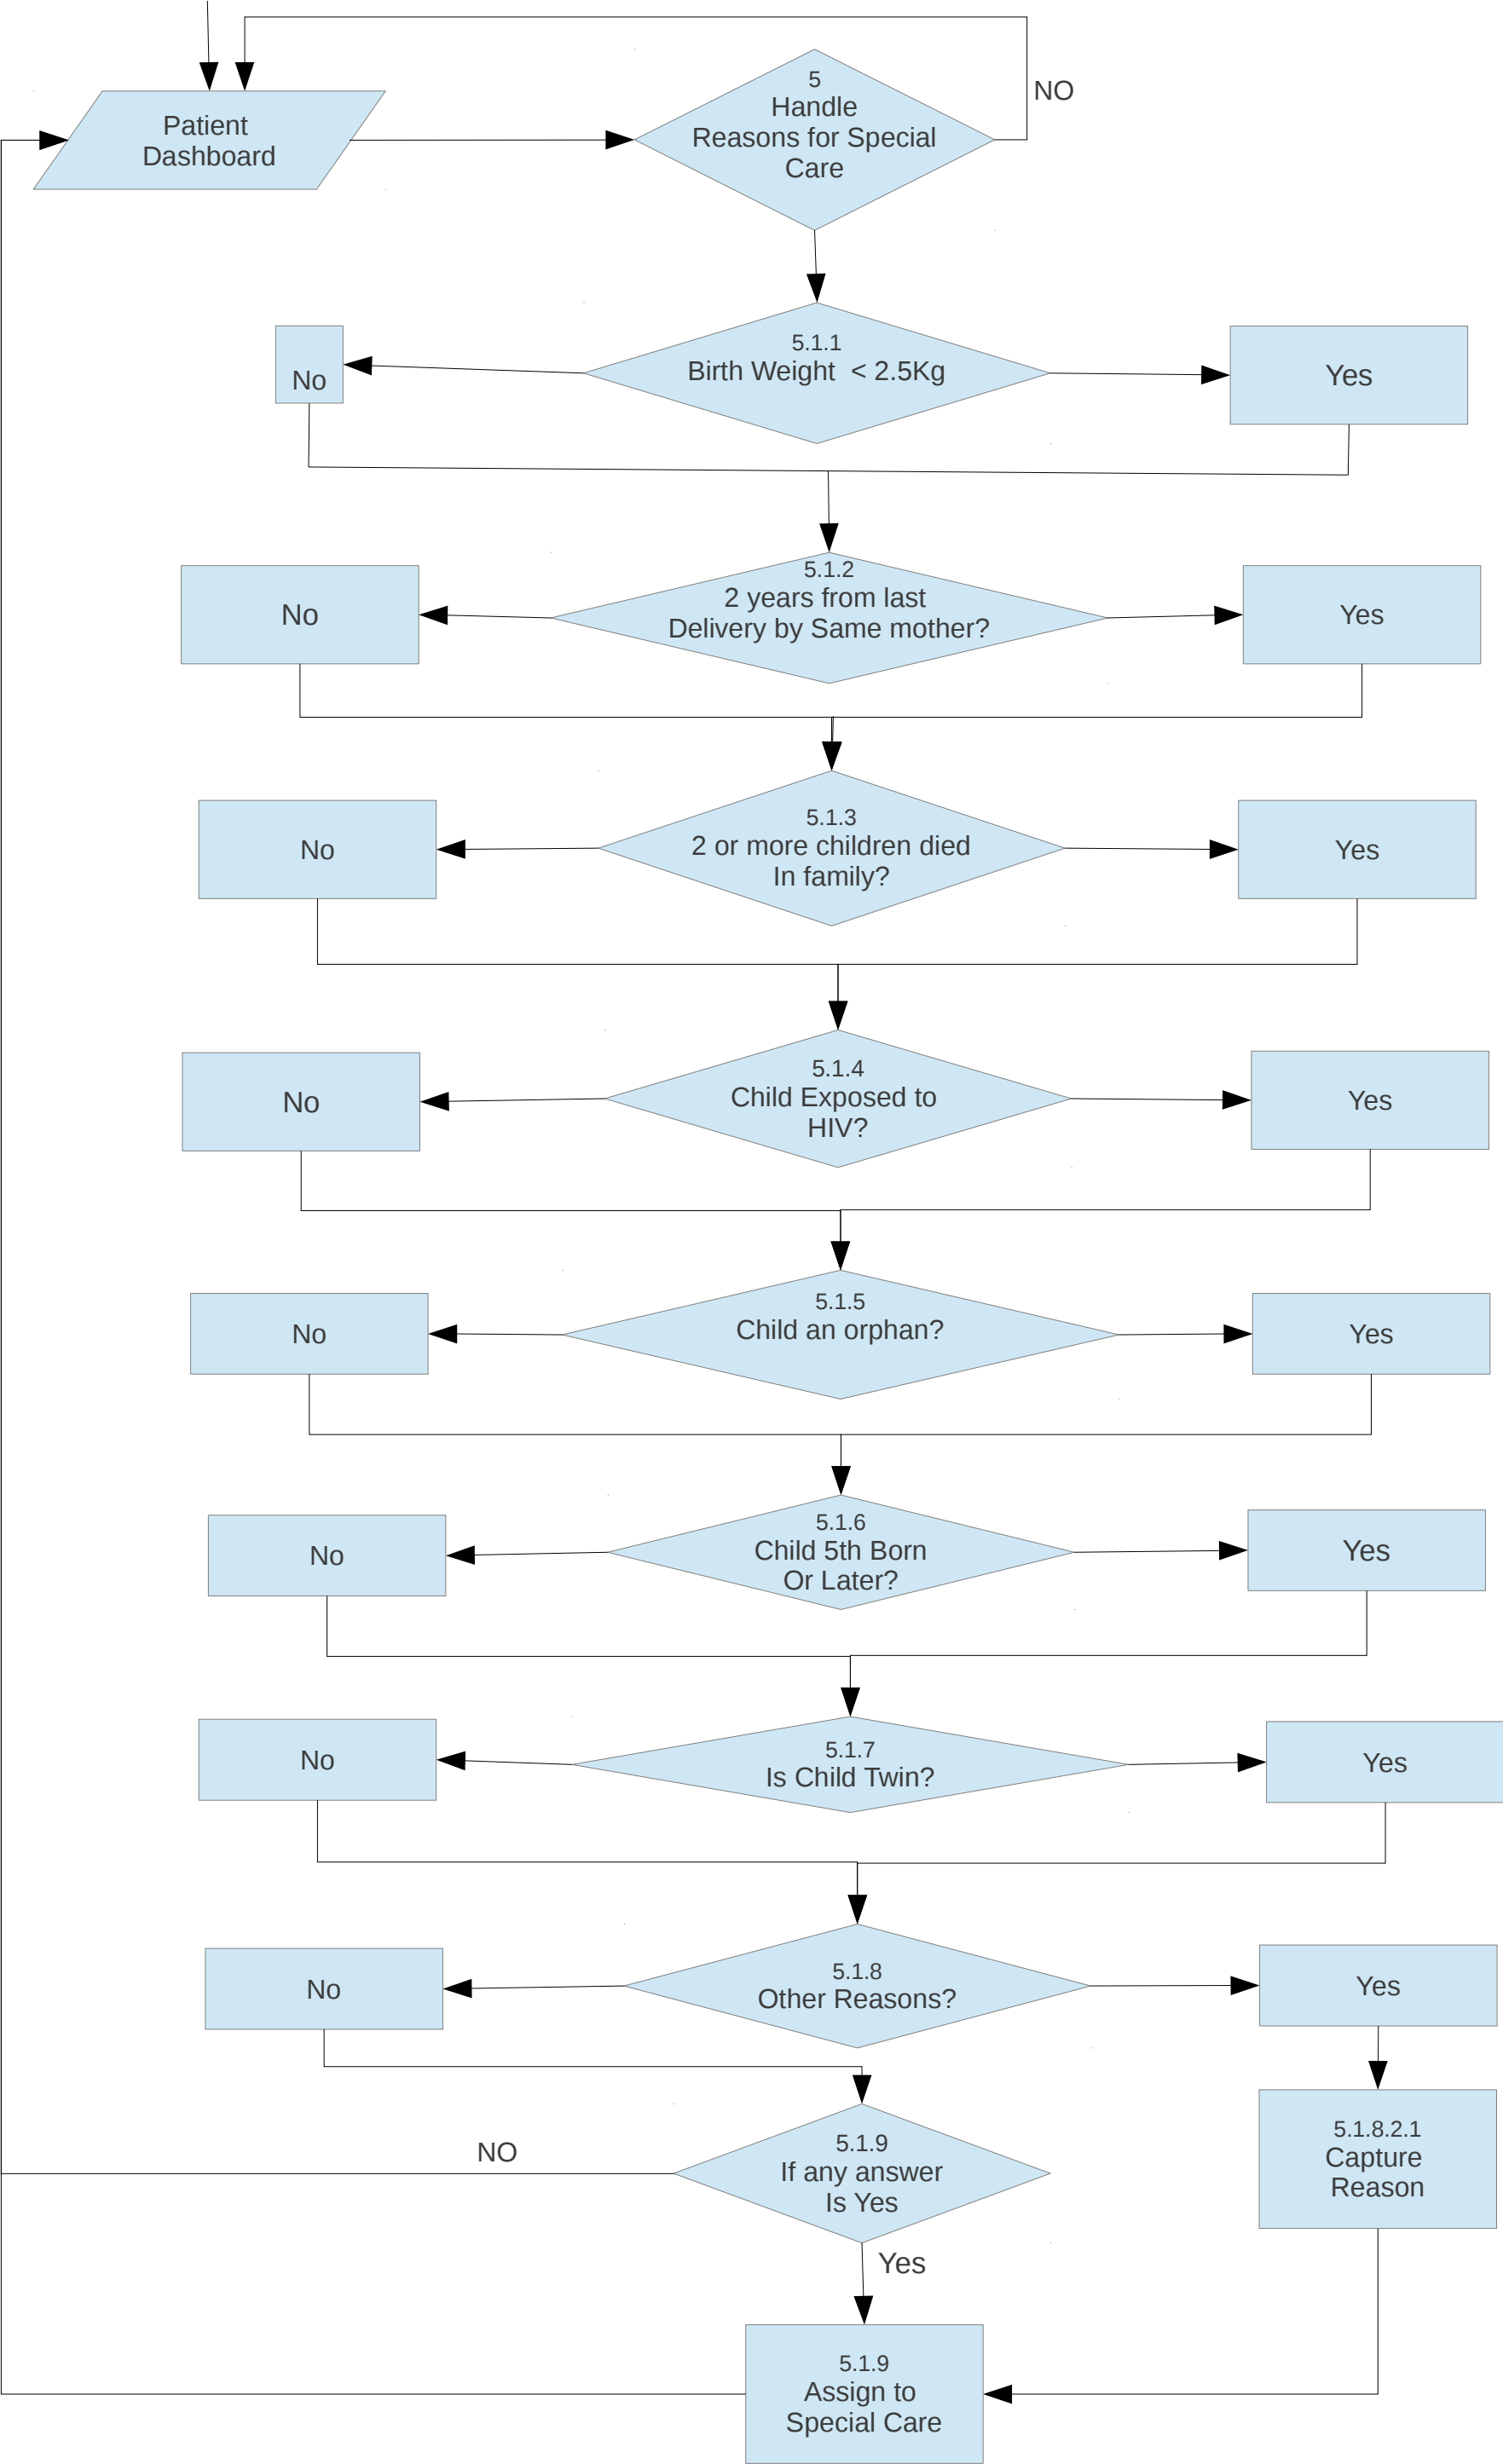 5
Handle
Reasons for Special
Care
NO
Patient
Dashboard
5.1.1
Birth Weight  < 2.5Kg
No
Yes
5.1.2
2 years from last
Delivery by Same mother?
No
Yes
5.1.3
2 or more children died
In family?
No
Yes
5.1.4
Child Exposed to
HIV?
No
Yes
5.1.5
Child an orphan?
No
Yes
5.1.6
Child 5th Born
Or Later?
No
Yes
5.1.7
Is Child Twin?
No
Yes
5.1.8
Other Reasons?
No
Yes
5.1.8.2.1
Capture
Reason
NO
5.1.9
If any answer
Is Yes
Yes
5.1.9
Assign to
Special Care